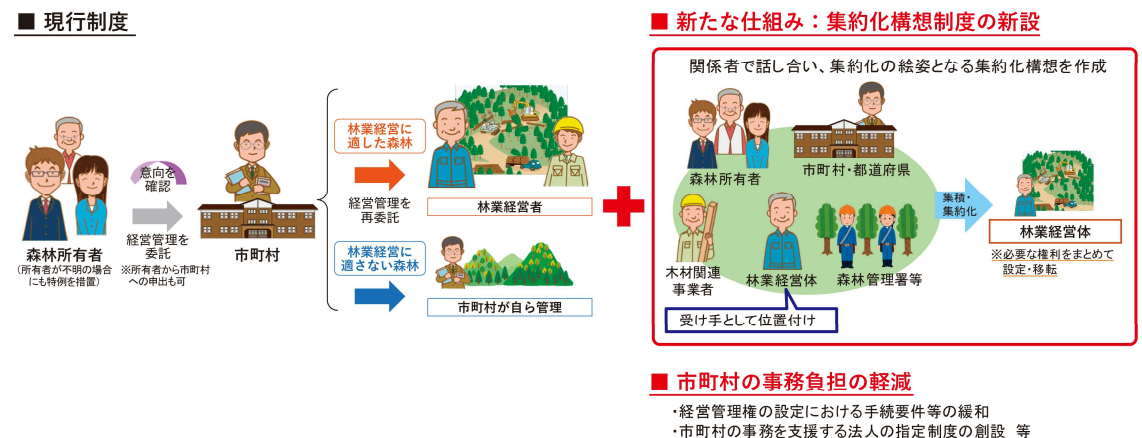 ■ 現行制度
意向を
確認
経営管理を
委託
※所有者から市町村
への申出も可
森林所有者
(所有者が不明の場合
にも特例を措置)
市町村
林業経営に
適した森林
経営管理を
再委託
林業経営者
林業経営に
適さない森林
市町村が自ら管理
■ 新たな仕組み：集約化構想制度の新設
関係者で話し合い、集約化の絵姿となる集約化構想を作成
森林所有者
市町村・都道府県
木材関連
事業者
林業経営体
森林管理署等
受け手として位置付け
集積・
集約化
林業経営体
※必要な権利をまとめて
設定・移転
■ 市町村の事務負担の軽減
・経営管理権の設定における手続要件等の緩和
・市町村の事務を支援する法人の指定制度の創設 等